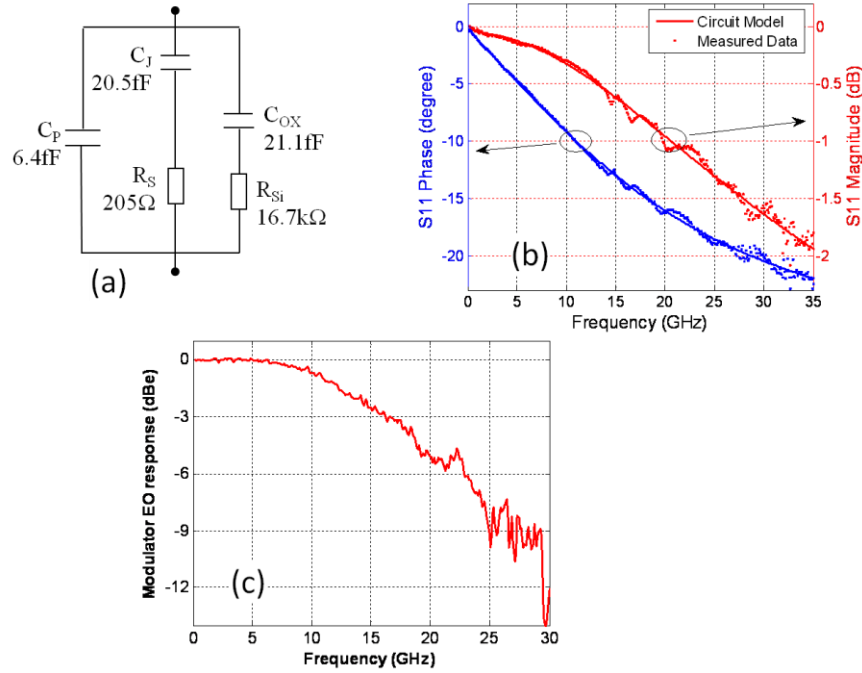 (a)
C_J
20.5fF
C_P
6.4fF
C_OX
21.1fF
R_S
205Ω
R_Si
16.7kΩ
(b)
Circuit Model
Measured Data
S11 Phase (degree)
0
-5
-10
-15
-20
S11 Magnitude (dB)
0
-0.5
-1
-1.5
-2
0 5 10 15 20 25 30 35
Frequency (GHz)
(c)
Modulator EO response (dBe)
0
-3
-6
-9
-12
0 5 10 15 20 25 30
Frequency (GHz)